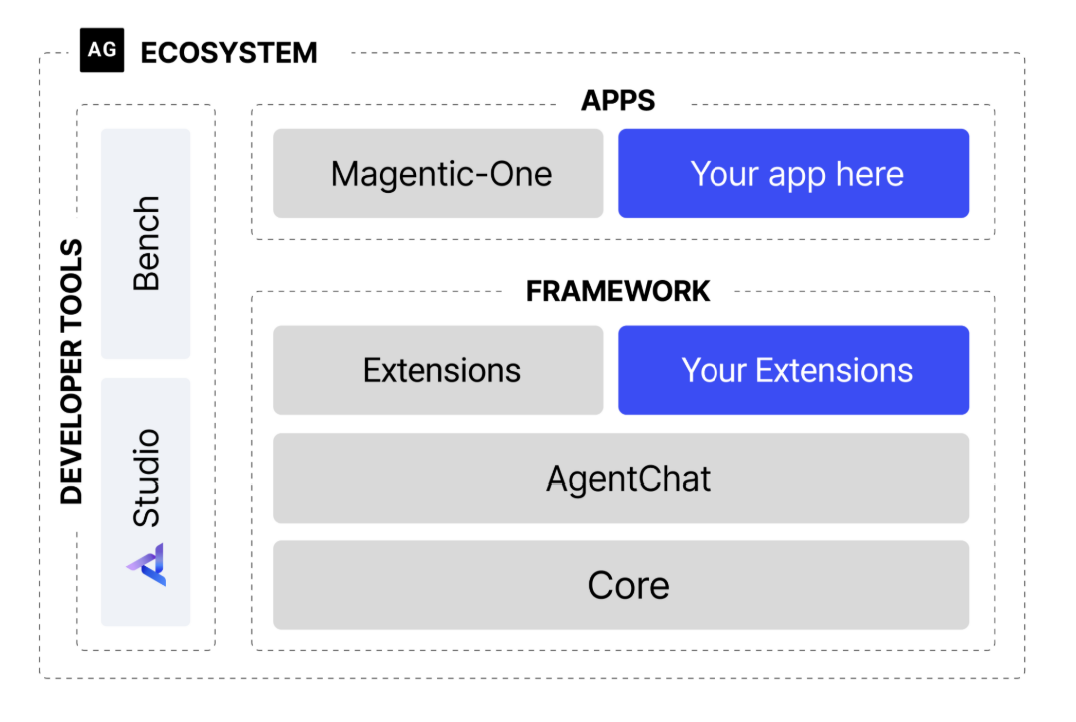 AG ECOSYSTEM
DEVELOPER TOOLS
Bench
Studio
APPS
Magentic-One
Your app here
FRAMEWORK
Extensions
Your Extensions
AgentChat
Core